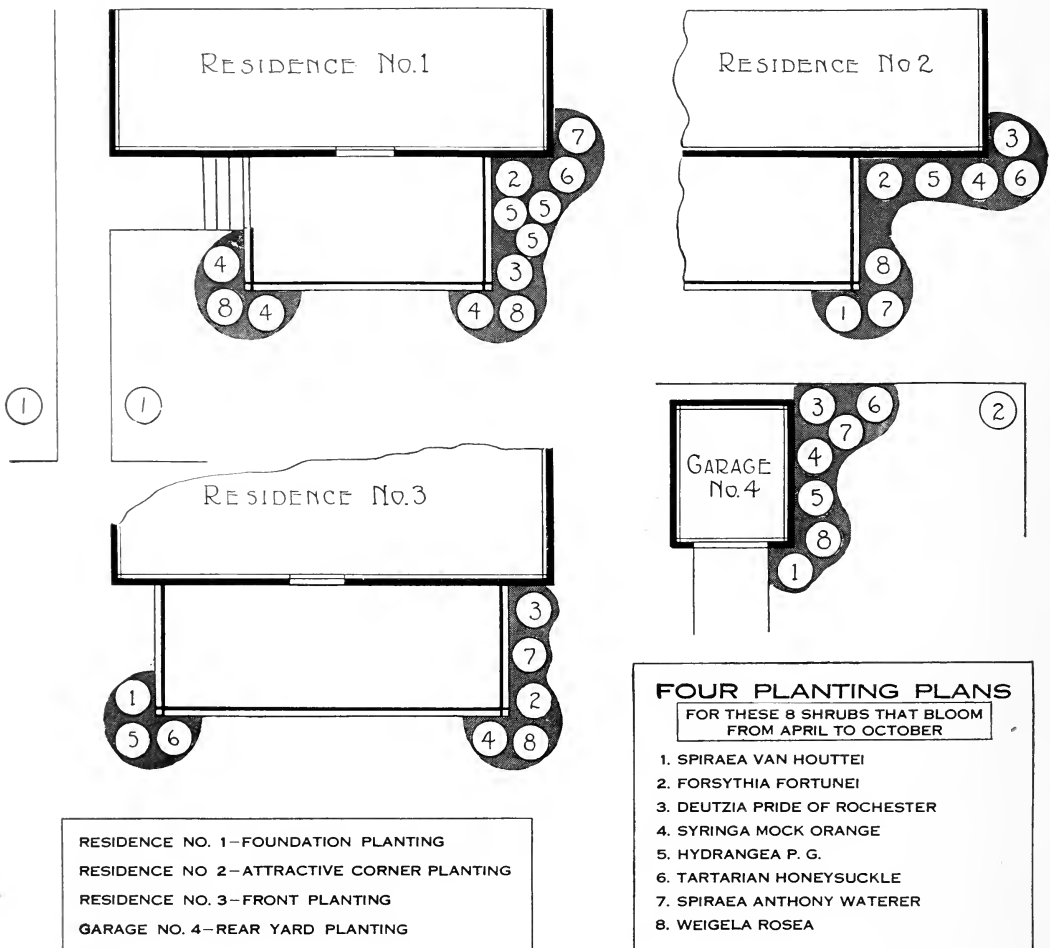 RESIDENCE No.1
7
2
6
5
5
5
3
4
8
4
4
8
1
1
RESIDENCE No 2
3
2
5
4
6
8
1
7
RESIDENCE No.3
3
7
1
2
5
6
4
8
GARAGE
No.4
3
6
2
7
4
5
8
1
RESIDENCE NO. 1–FOUNDATION PLANTING
RESIDENCE NO 2–ATTRACTIVE CORNER PLANTING
RESIDENCE NO. 3–FRONT PLANTING
GARAGE NO. 4–REAR YARD PLANTING
FOUR PLANTING PLANS
FOR THESE 8 SHRUBS THAT BLOOM
FROM APRIL TO OCTOBER
1. SPIRAEA VAN HOUTTEI
2. FORSYTHIA FORTUNEI
3. DEUTZIA PRIDE OF ROCHESTER
4. SYRINGA MOCK ORANGE
5. HYDRANGEA P. G.
6. TARTARIAN HONEYSUCKLE
7. SPIRAEA ANTHONY WATERER
8. WEIGELA ROSEA